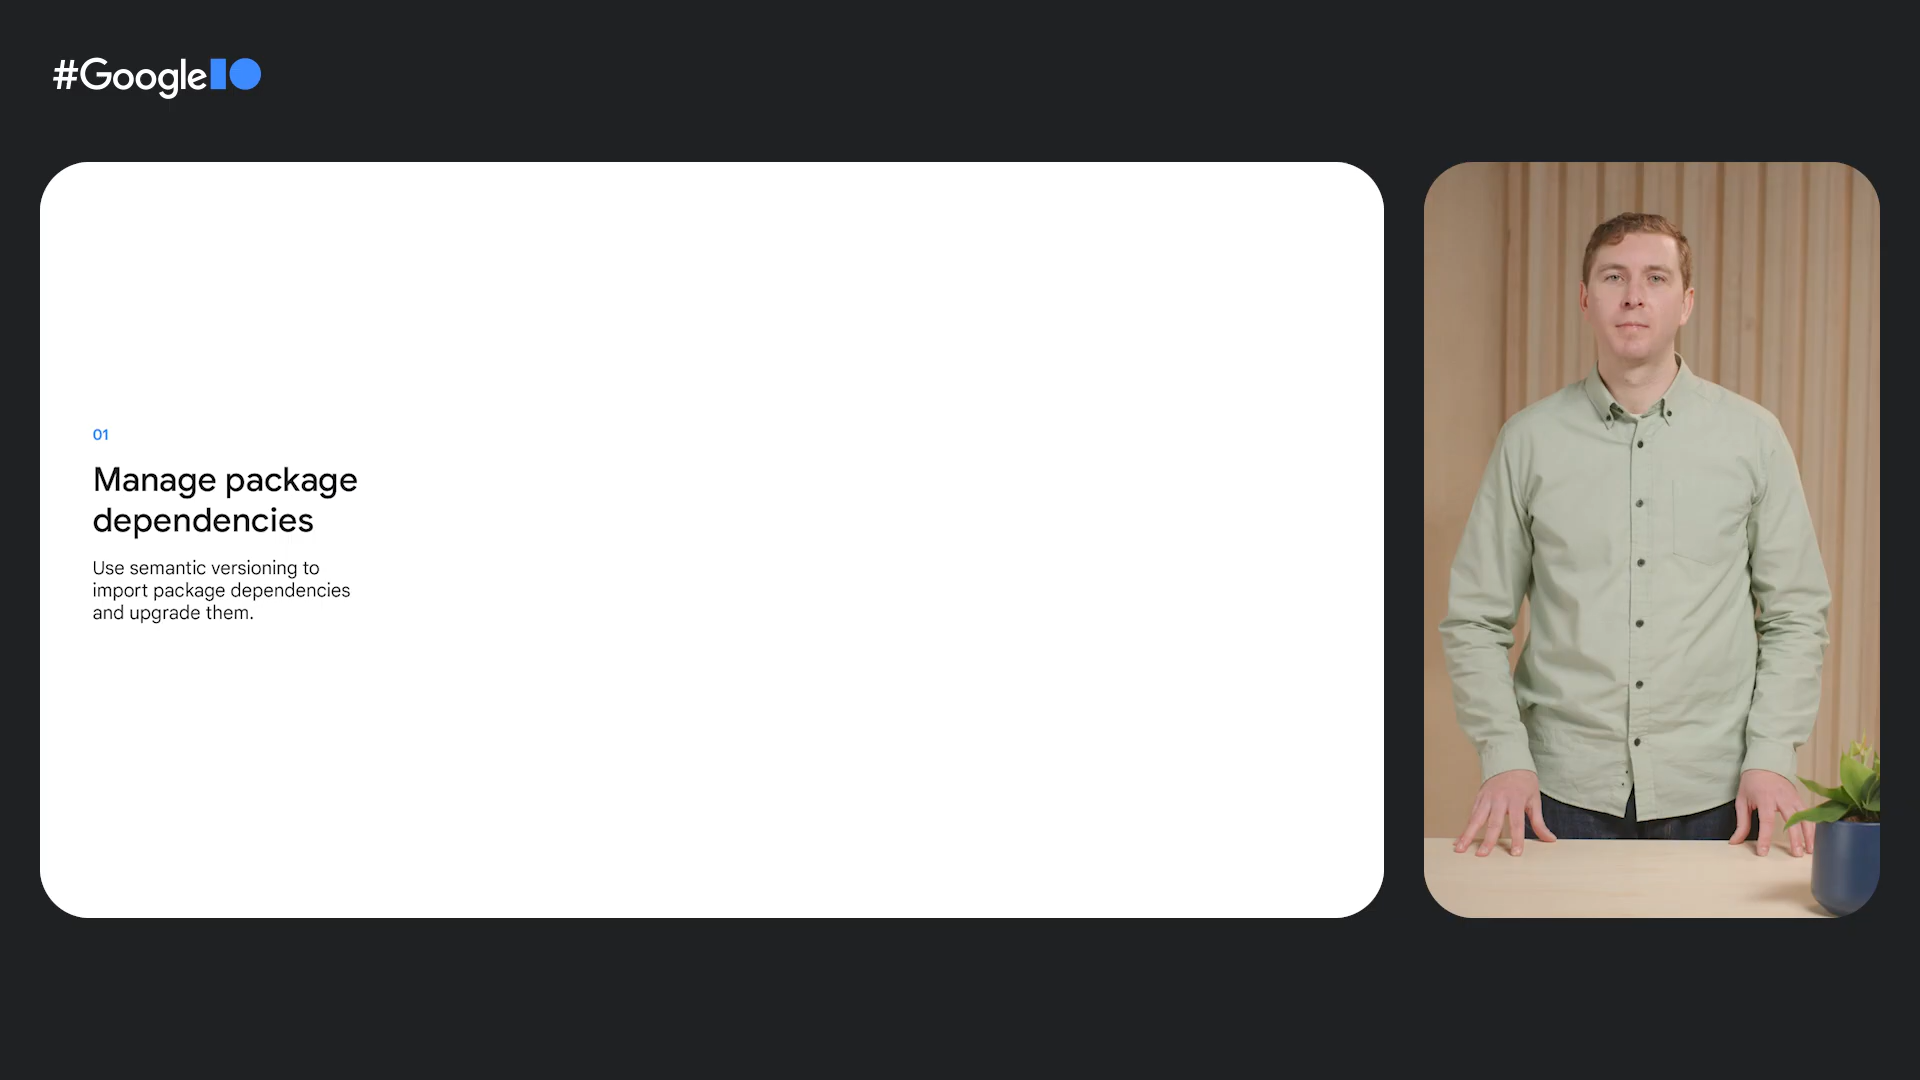 #GoogleIO
01
Manage package
dependencies
Use semantic versioning to
import package dependencies
and upgrade them.